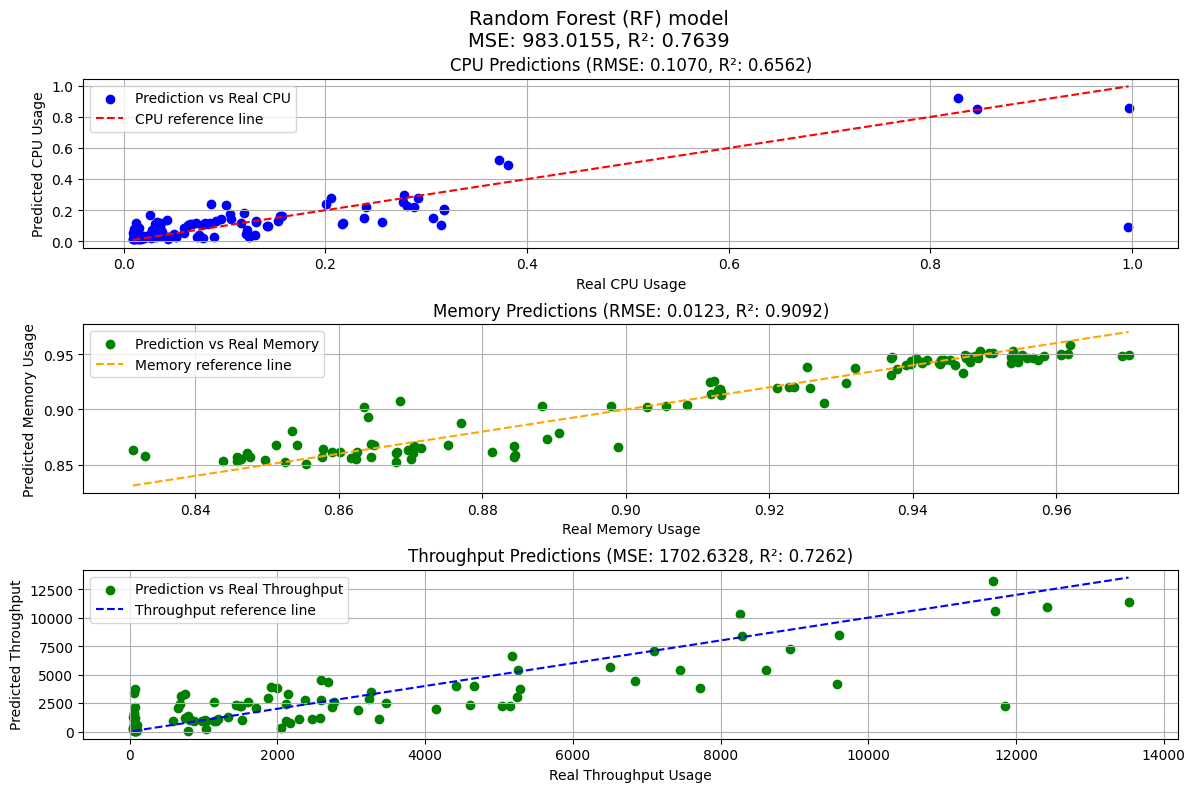 Random Forest (RF) model
MSE: 983.0155, R²: 0.7639
CPU Predictions (RMSE: 0.1070, R²: 0.6562)
Predicted CPU Usage
1.0
0.8
0.6
0.4
0.2
0.0
Prediction vs Real CPU
CPU reference line
0.0 0.2 0.4 0.6 0.8 1.0
Real CPU Usage
Memory Predictions (RMSE: 0.0123, R²: 0.9092)
Predicted Memory Usage
0.95
0.90
0.85
Prediction vs Real Memory
Memory reference line
0.84 0.86 0.88 0.90 0.92 0.94 0.96
Real Memory Usage
Throughput Predictions (MSE: 1702.6328, R²: 0.7262)
Predicted Throughput
12500
10000
7500
5000
2500
0
Prediction vs Real Throughput
Throughput reference line
0 2000 4000 6000 8000 10000 12000 14000
Real Throughput Usage